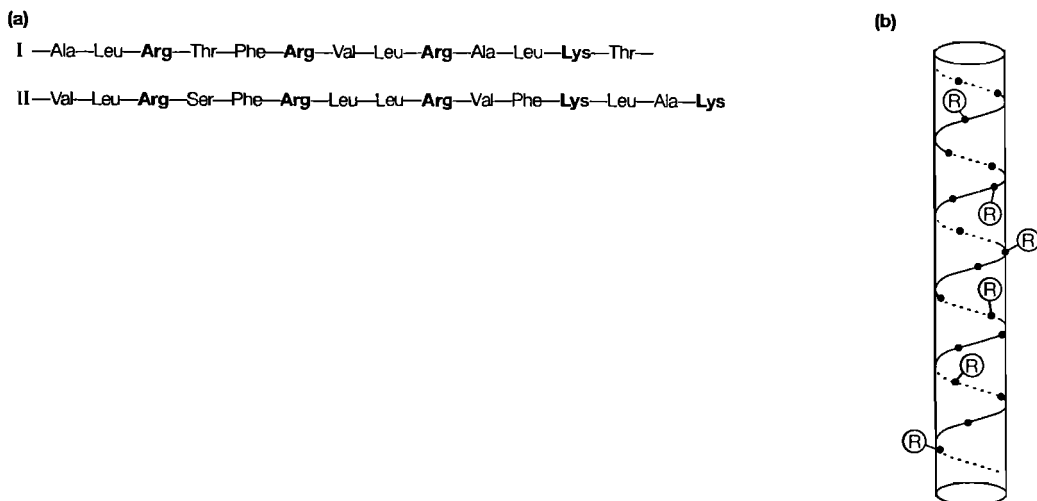 (a)
I —Ala—Leu—Arg—Thr—Phe—Arg—Val—Leu—Arg—Ala—Leu—Lys—Thr—
II—Val—Leu—Arg—Ser—Phe—Arg—Leu—Leu—Arg—Val—Phe—Lys—Leu—Ala—Lys
(b)
R
R
R
R
R
R